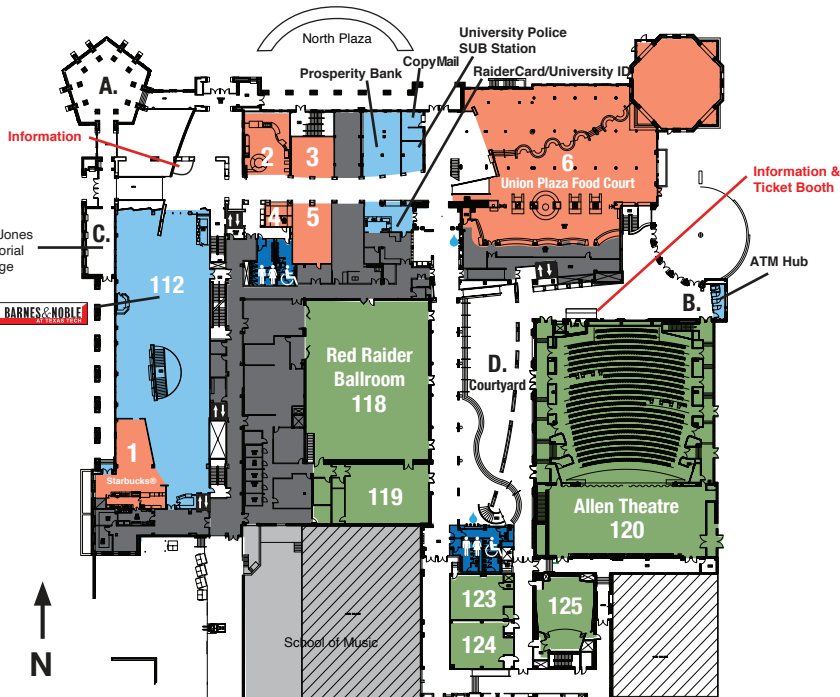 North Plaza
University Police
SUB Station
CopyMail
Prosperity Bank
RaiderCard/University ID
A.
Information
2
3
6
Union Plaza Food Court
Information &
Ticket Booth
4
5
C.
Jones
ATM Hub
112
B.
BARNES&NOBLE
AT TEXAS TECH
D.
Courtyard
Red Raider
Ballroom
118
1
Starbucks®
119
Allen Theatre
120
123
125
124
School of Music
N